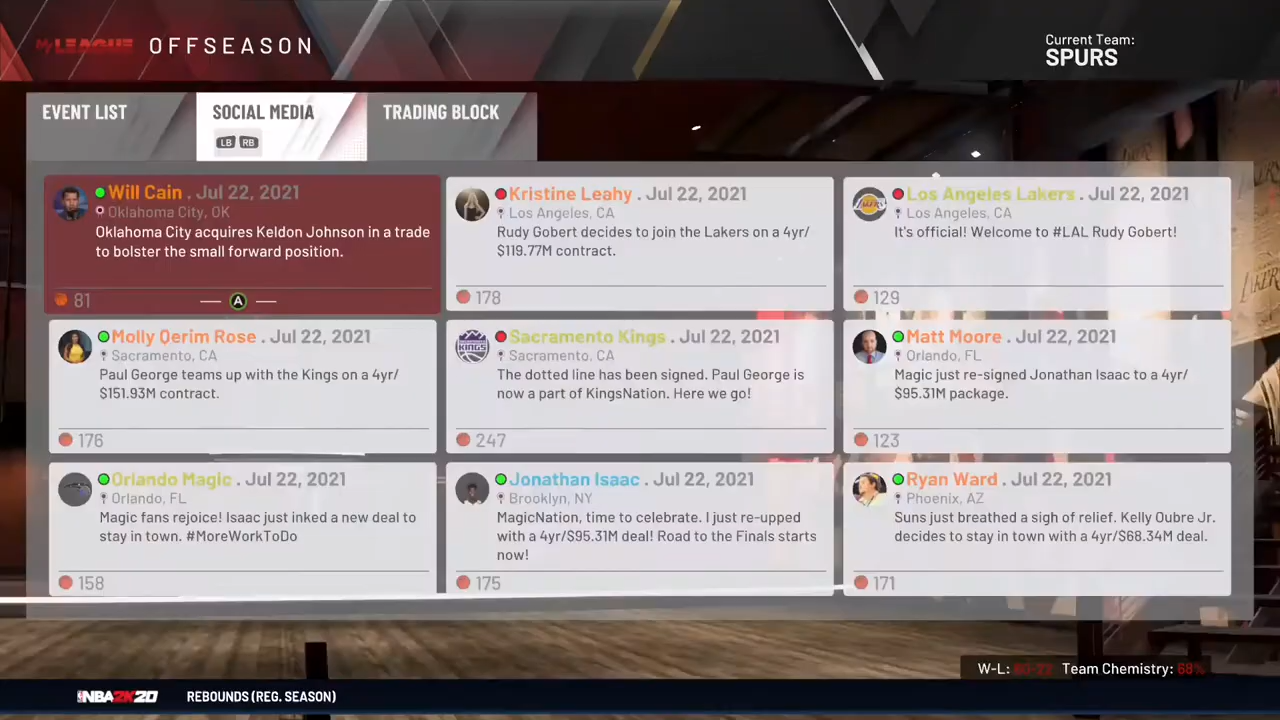 MyLEAGUE OFFSEASON
Current Team:
SPURS
EVENT LIST
SOCIAL MEDIA
TRADING BLOCK
LB RB
Will Cain . Jul 22, 2021
Oklahoma City, OK
Oklahoma City acquires Keldon Johnson in a trade
to bolster the small forward position.
81
A
Kristine Leahy . Jul 22, 2021
Los Angeles, CA
Rudy Gobert decides to join the Lakers on a 4yr/
$119.77M contract.
178
Los Angeles Lakers . Jul 22, 2021
Los Angeles, CA
It's official! Welcome to #LAL Rudy Gobert!
129
Molly Qerim Rose . Jul 22, 2021
Sacramento, CA
Paul George teams up with the Kings on a 4yr/
$151.93M contract.
176
Sacramento Kings . Jul 22, 2021
Sacramento, CA
The dotted line has been signed. Paul George is
now a part of KingsNation. Here we go!
247
Matt Moore . Jul 22, 2021
Orlando, FL
Magic just re-signed Jonathan Isaac to a 4yr/
$95.31M package.
123
Orlando Magic . Jul 22, 2021
Orlando, FL
Magic fans rejoice! Isaac just inked a new deal to
stay in town. #MoreWorkToDo
158
Jonathan Isaac . Jul 22, 2021
Brooklyn, NY
MagicNation, time to celebrate. I just re-upped
with a 4yr/$95.31M deal! Road to the Finals starts
now!
175
Ryan Ward . Jul 22, 2021
Phoenix, AZ
Suns just breathed a sigh of relief. Kelly Oubre Jr.
decides to stay in town with a 4yr/$68.34M deal.
171
W-L: 60-22 Team Chemistry: 68%
NBA2K20 REBOUNDS (REG. SEASON)